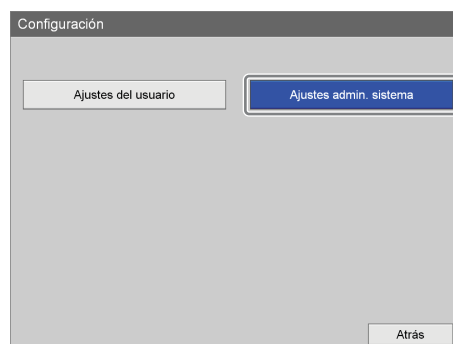 Configuración
Ajustes del usuario
Ajustes admin. sistema
Atrás